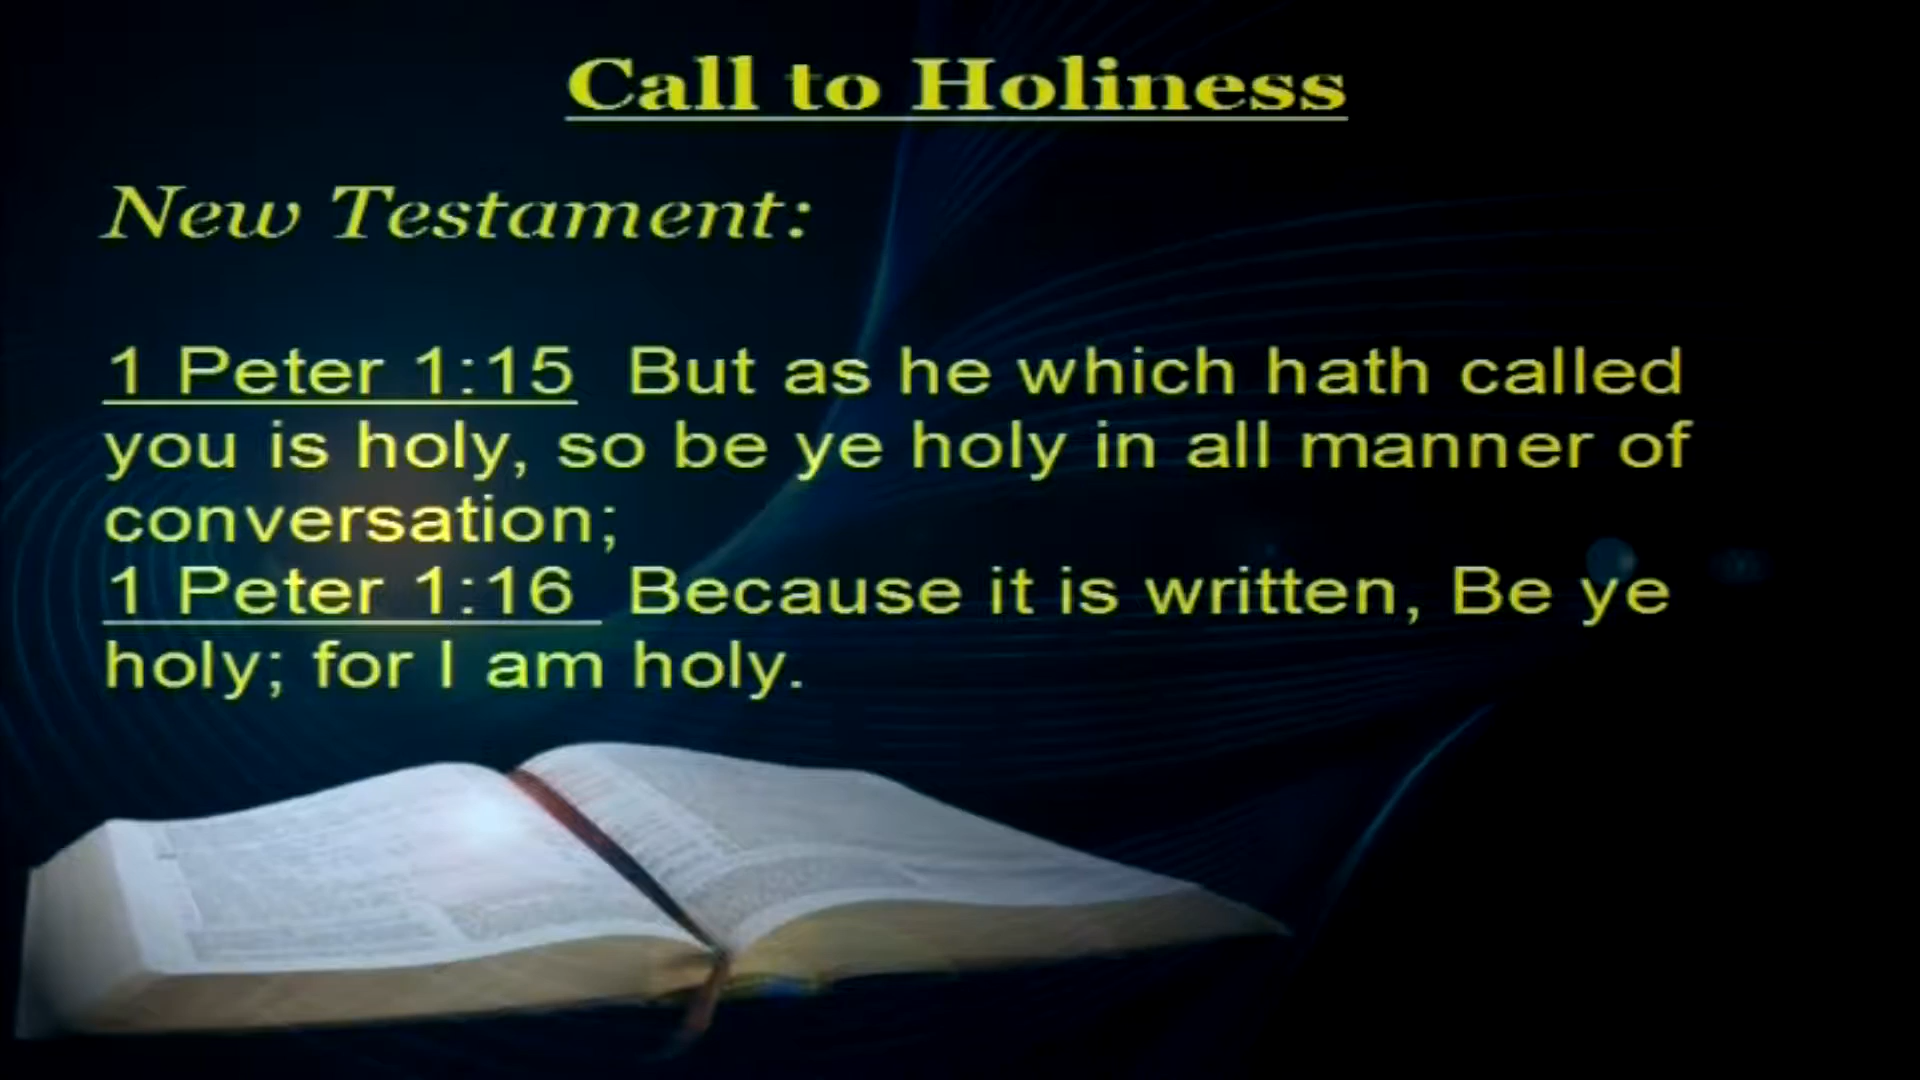 Call to Holiness
New Testament:
1 Peter 1:15 But as he which hath called
you is holy, so be ye holy in all manner of
conversation;
1 Peter 1:16 Because it is written, Be ye
holy; for I am holy.